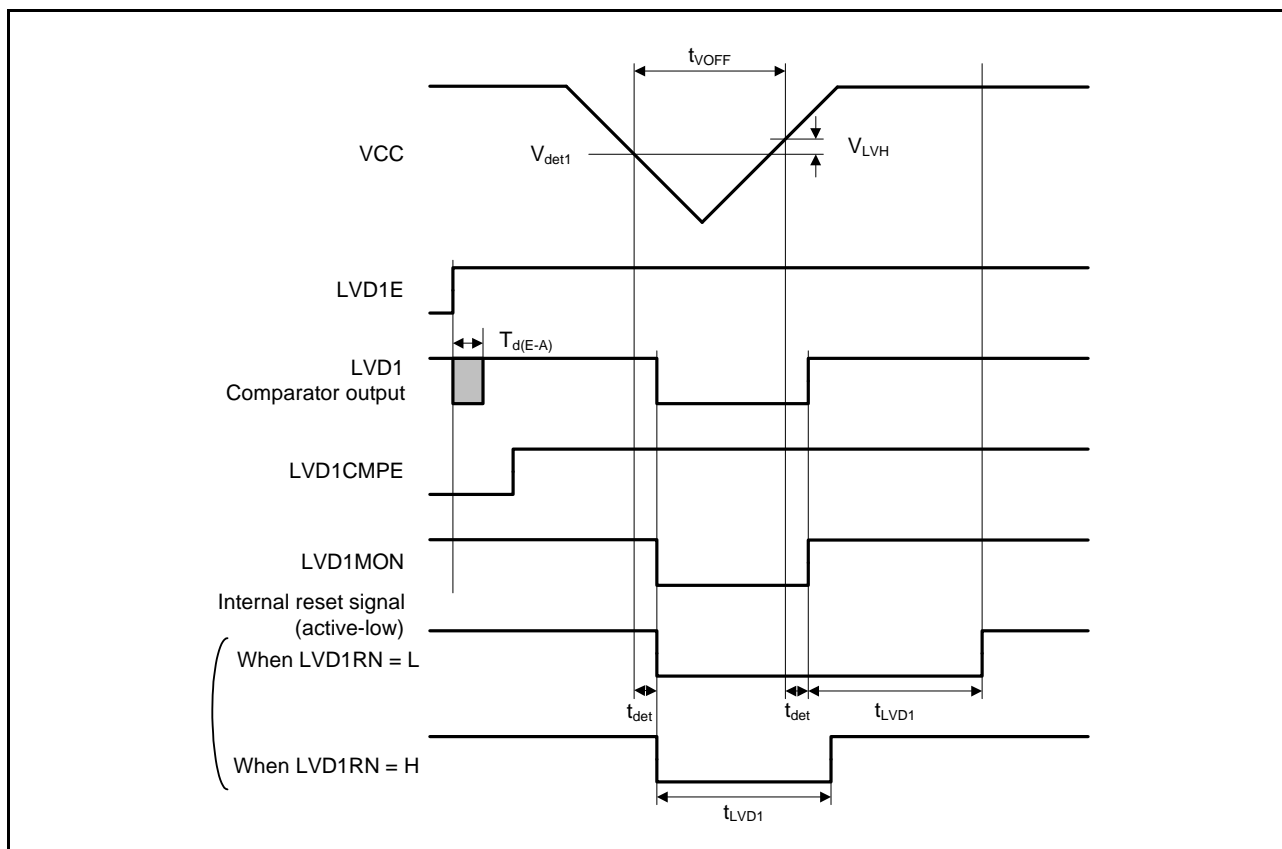 tVOFF
VCC
Vdet1
VLVH
LVD1E
Td(E-A)
LVD1
Comparator output
LVD1CMPE
LVD1MON
Internal reset signal
(active-low)
When LVD1RN = L
tdet
tdet
tLVD1
When LVD1RN = H
tLVD1